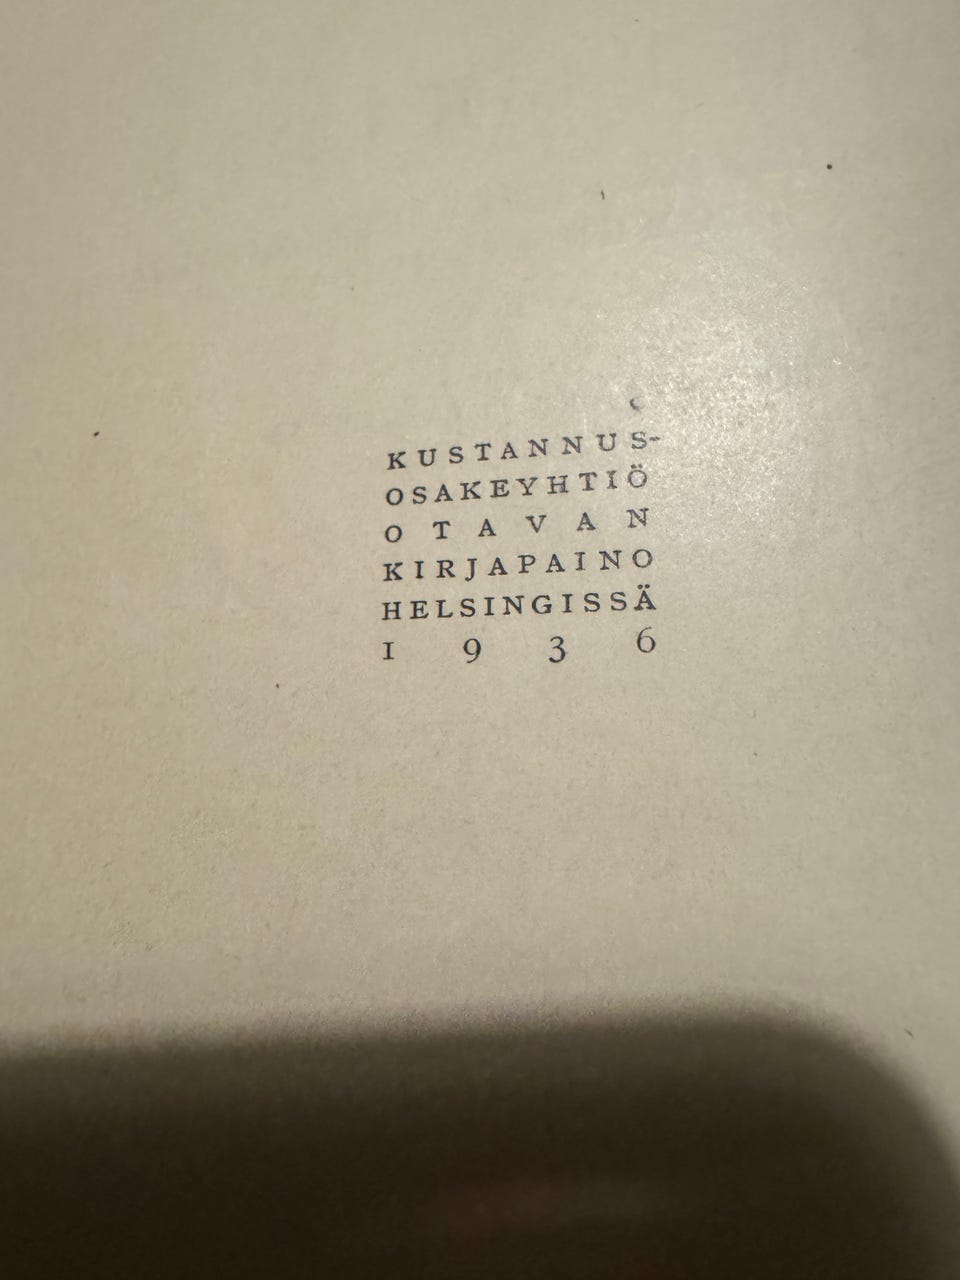 KUSTANNUS-
OSAKEYHTIÖ
OTAVAN
KIRJAPAINO
HELSINGISSÄ
1936